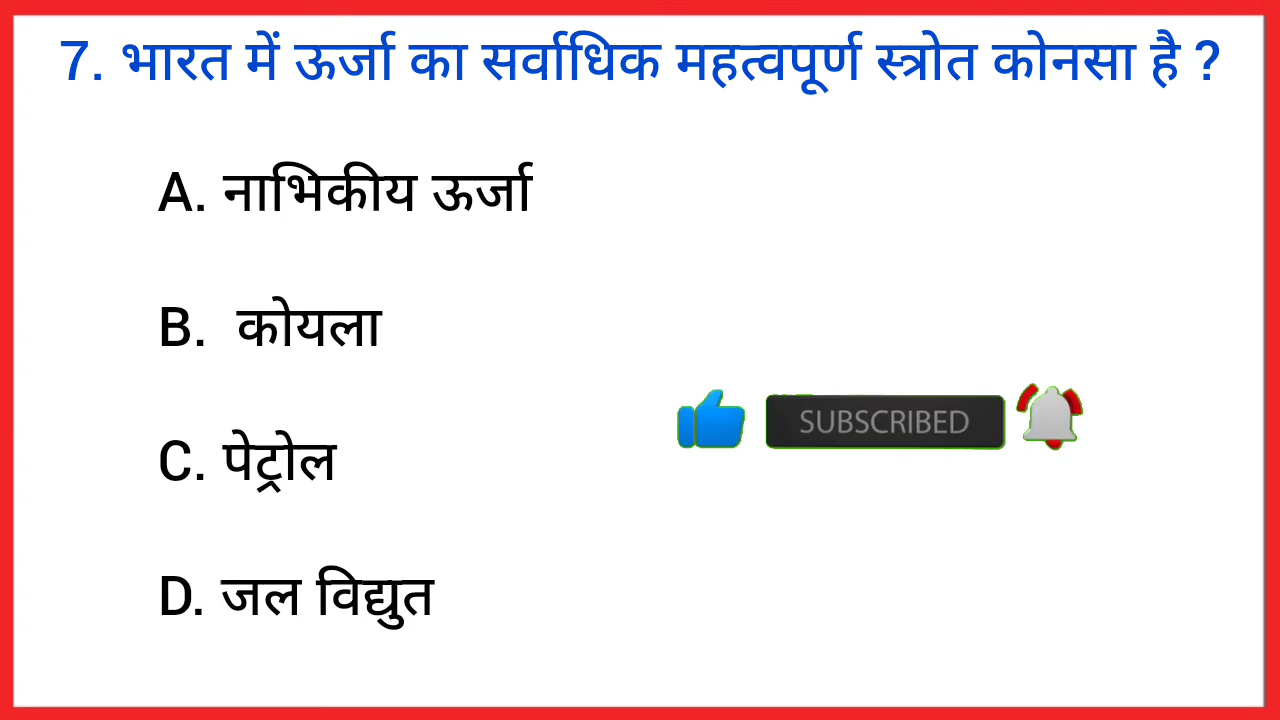 7. भारत में ऊर्जा का सर्वाधिक महत्वपूर्ण स्त्रोत कोनसा है ?
A. नाभिकीय ऊर्जा
B. कोयला
C. पेट्रोल
SUBSCRIBED
D. जल विद्युत